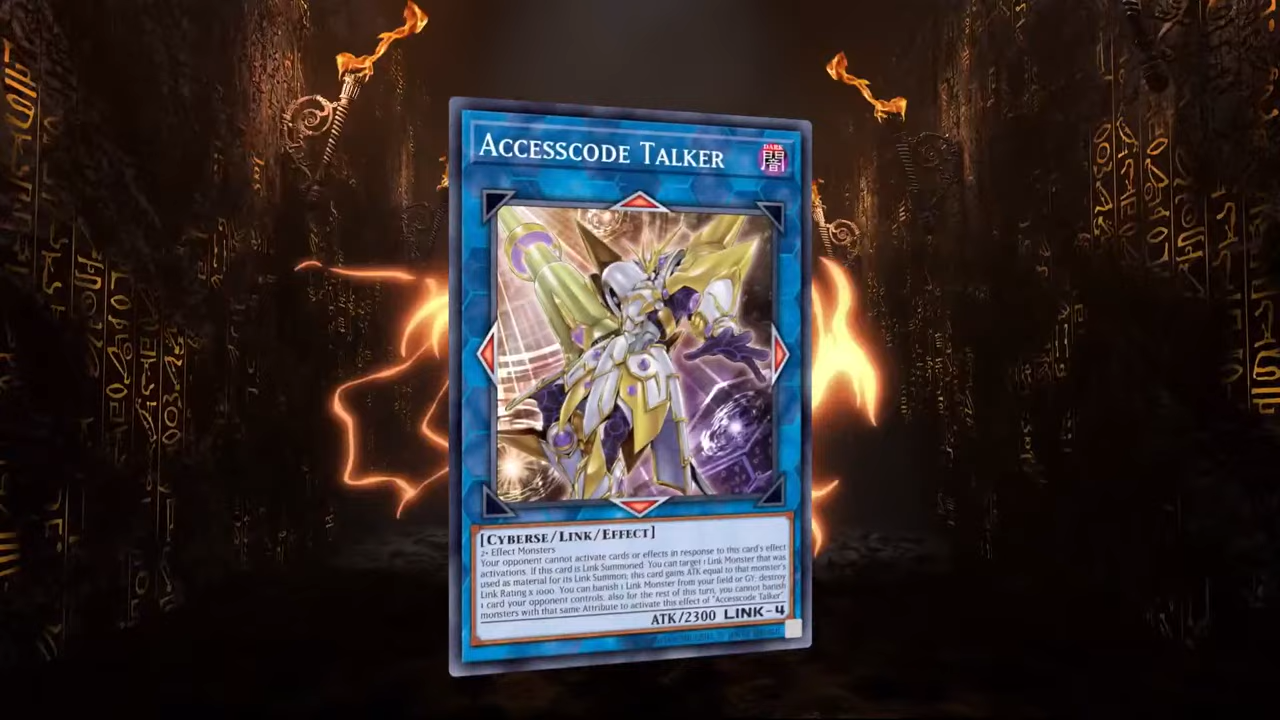 ACCESSCODE TALKER
DARK
闇
[CYBERSE/LINK/EFFECT]
2+ Effect Monsters
Your opponent cannot activate cards or effects in response to this card's effect
activations. If this card is Link Summoned: You can target 1 Link Monster that was
used as material for its Link Summon; this card gains ATK equal to that monster's
Link Rating x 1000. You can banish 1 Link Monster from your field or GY; destroy
1 card your opponent controls, also for the rest of this turn, you cannot banish
monsters with that same Attribute to activate this effect of "Accesscode Talker".
ATK/2300 LINK-4